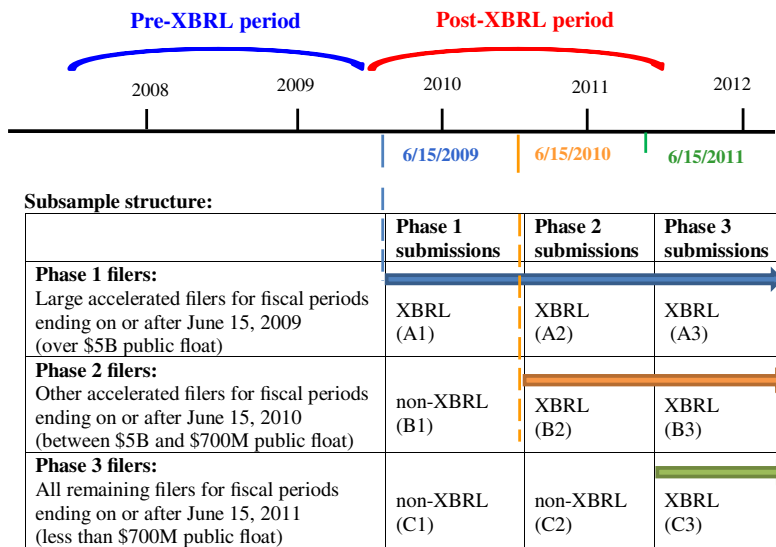 Pre-XBRL period
Post-XBRL period
2008
2009
2010
2011
2012
6/15/2009
6/15/2010
6/15/2011
Subsample structure:
Phase 1 submissions
Phase 2 submissions
Phase 3 submissions
Phase 1 filers:
Large accelerated filers for fiscal periods
ending on or after June 15, 2009
(over $5B public float)
XBRL
(A1)
XBRL
(A2)
XBRL
(A3)
Phase 2 filers:
Other accelerated filers for fiscal periods
ending on or after June 15, 2010
(between $5B and $700M public float)
non-XBRL
(B1)
XBRL
(B2)
XBRL
(B3)
Phase 3 filers:
All remaining filers for fiscal periods
ending on or after June 15, 2011
(less than $700M public float)
non-XBRL
(C1)
non-XBRL
(C2)
XBRL
(C3)